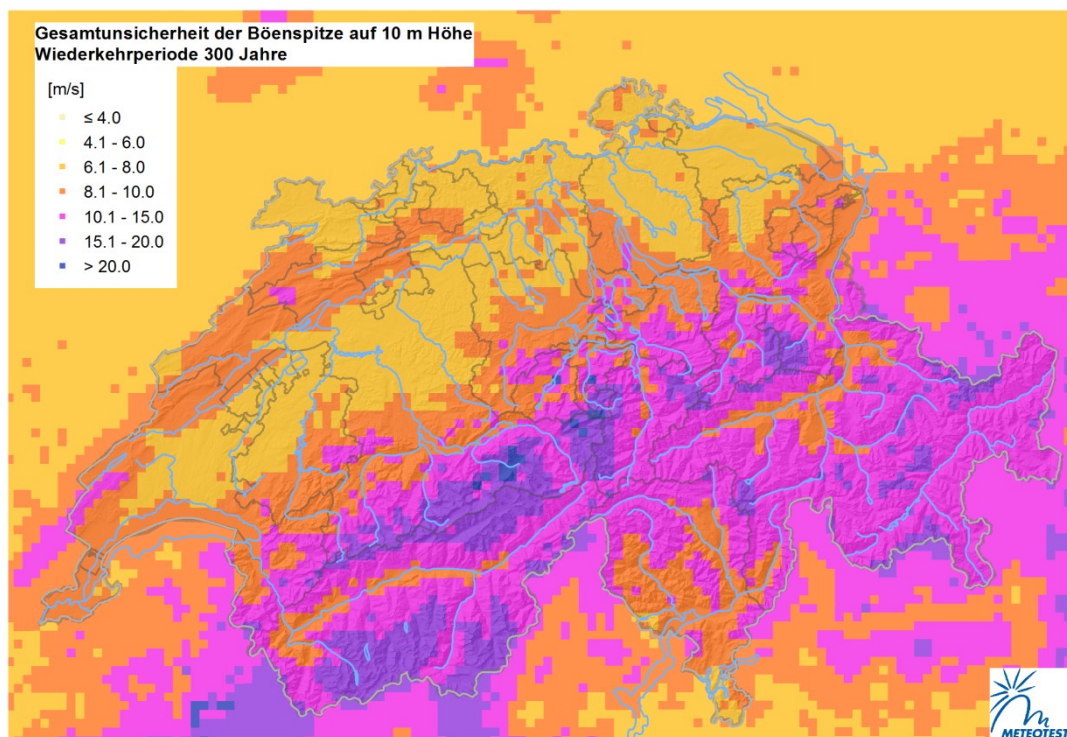 Gesamtunsicherheit der Böenspitze auf 10 m Höhe
Wiederkehrperiode 300 Jahre
[m/s]
≤ 4.0
4.1 - 6.0
6.1 - 8.0
8.1 - 10.0
10.1 - 15.0
15.1 - 20.0
> 20.0
METEOTEST